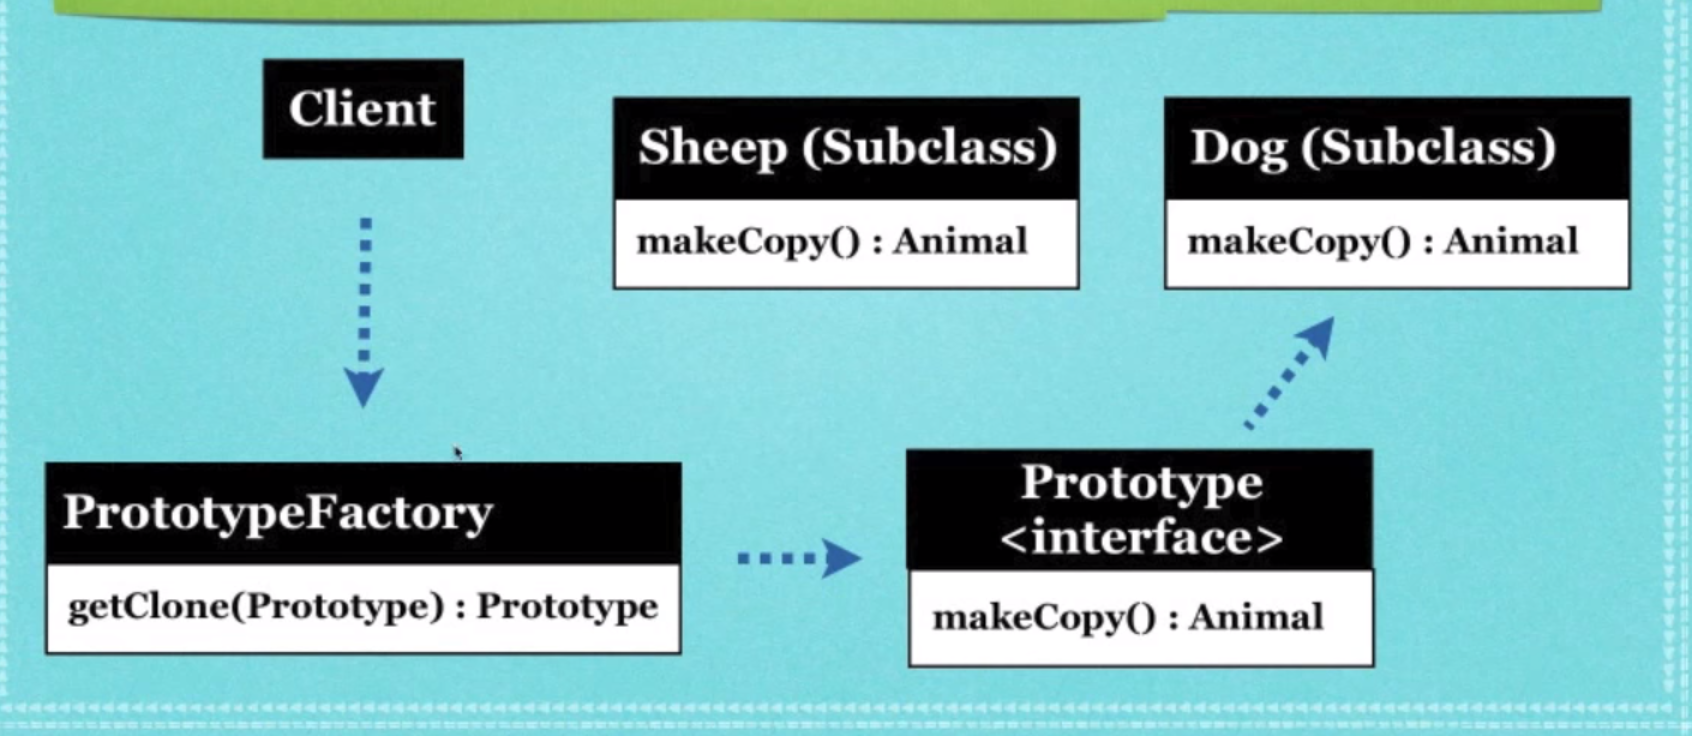 Client
Sheep (Subclass)
makeCopy() : Animal
Dog (Subclass)
makeCopy() : Animal
PrototypeFactory
getClone(Prototype) : Prototype
Prototype
<interface>
makeCopy() : Animal